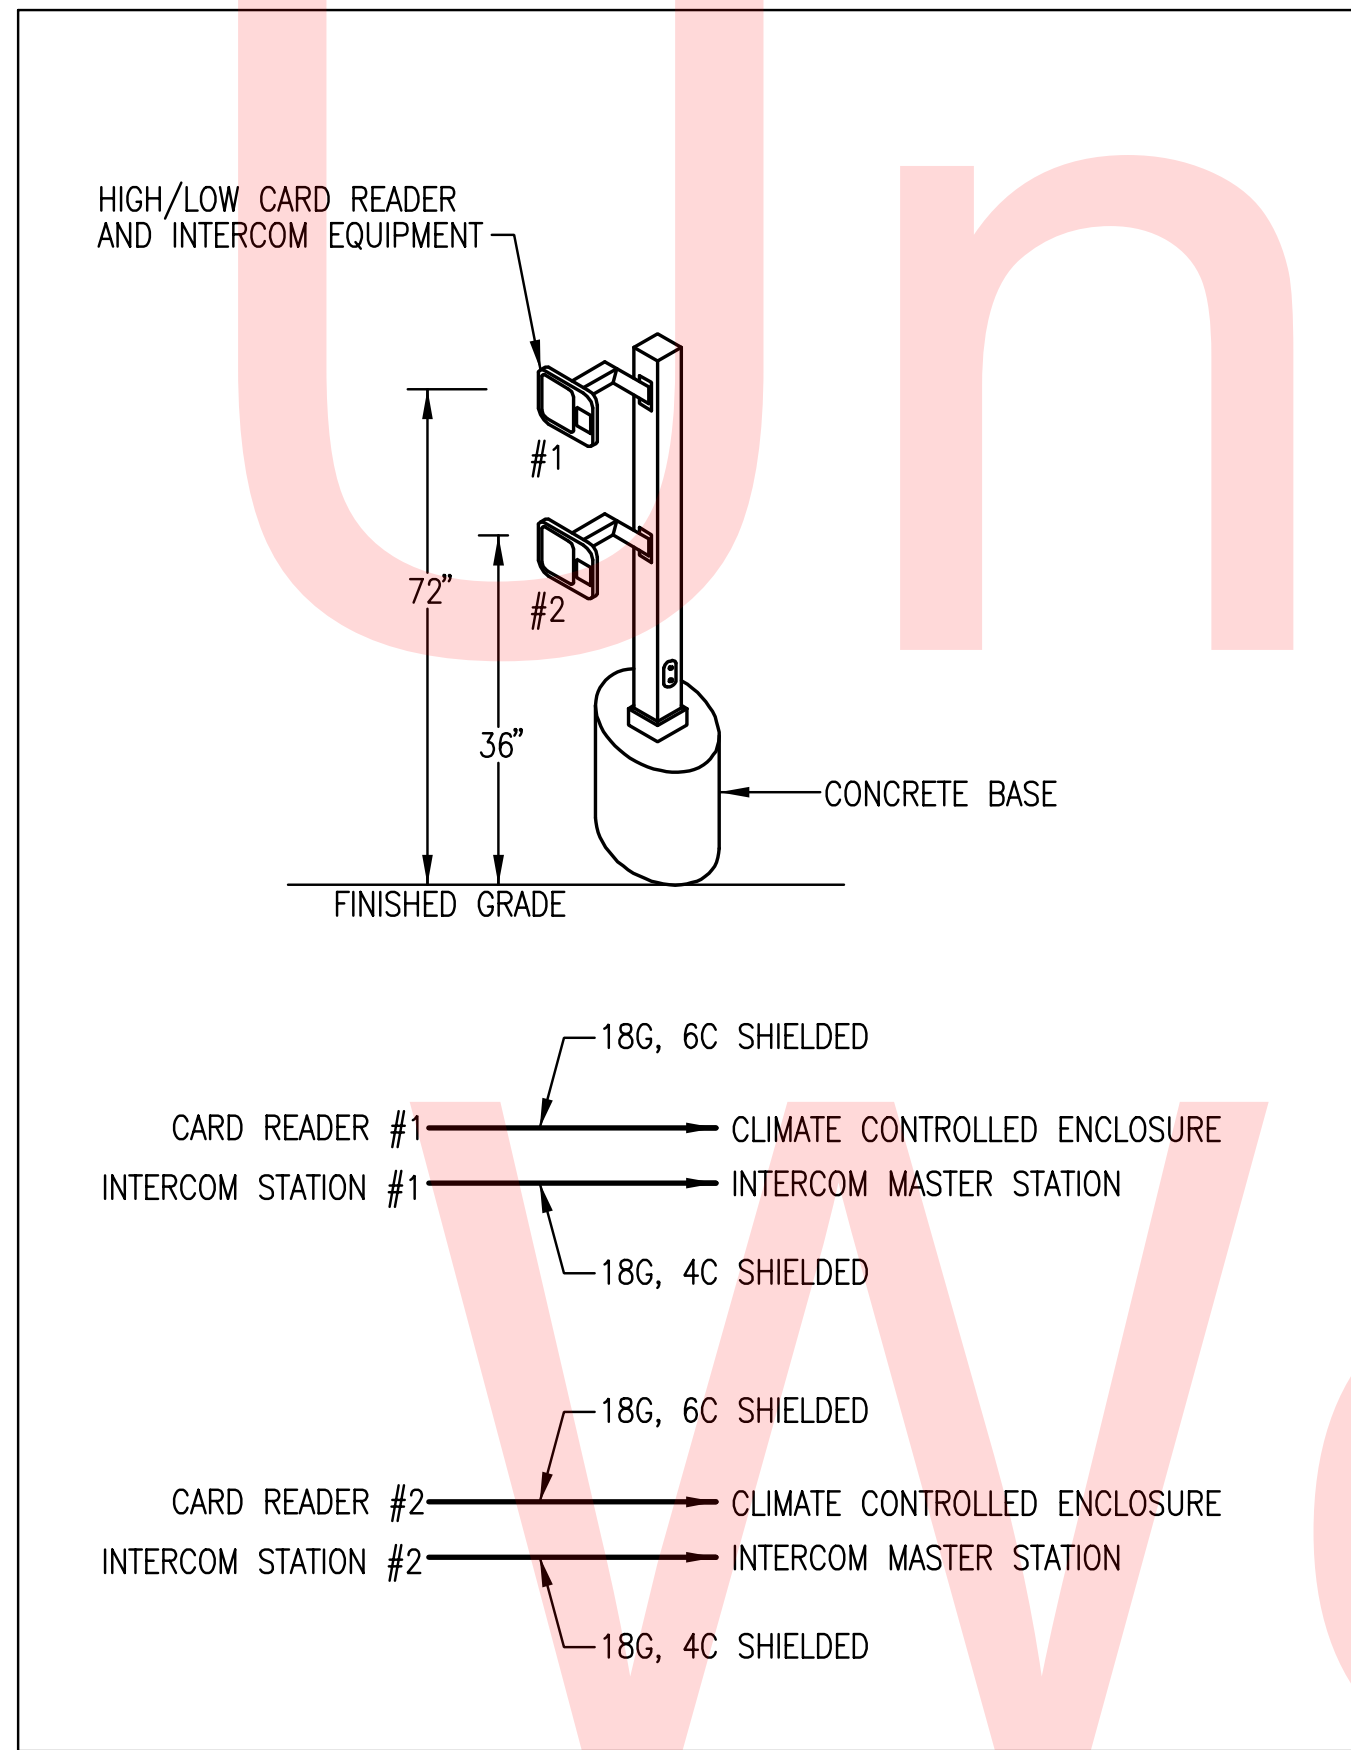 HIGH/LOW CARD READER
AND INTERCOM EQUIPMENT
#1
72”
#2
36”
CONCRETE BASE
FINISHED GRADE
18G, 6C SHIELDED
CARD READER #1
CLIMATE CONTROLLED ENCLOSURE
INTERCOM STATION #1
INTERCOM MASTER STATION
18G, 4C SHIELDED
18G, 6C SHIELDED
CARD READER #2
CLIMATE CONTROLLED ENCLOSURE
INTERCOM STATION #2
INTERCOM MASTER STATION
18G, 4C SHIELDED
Un